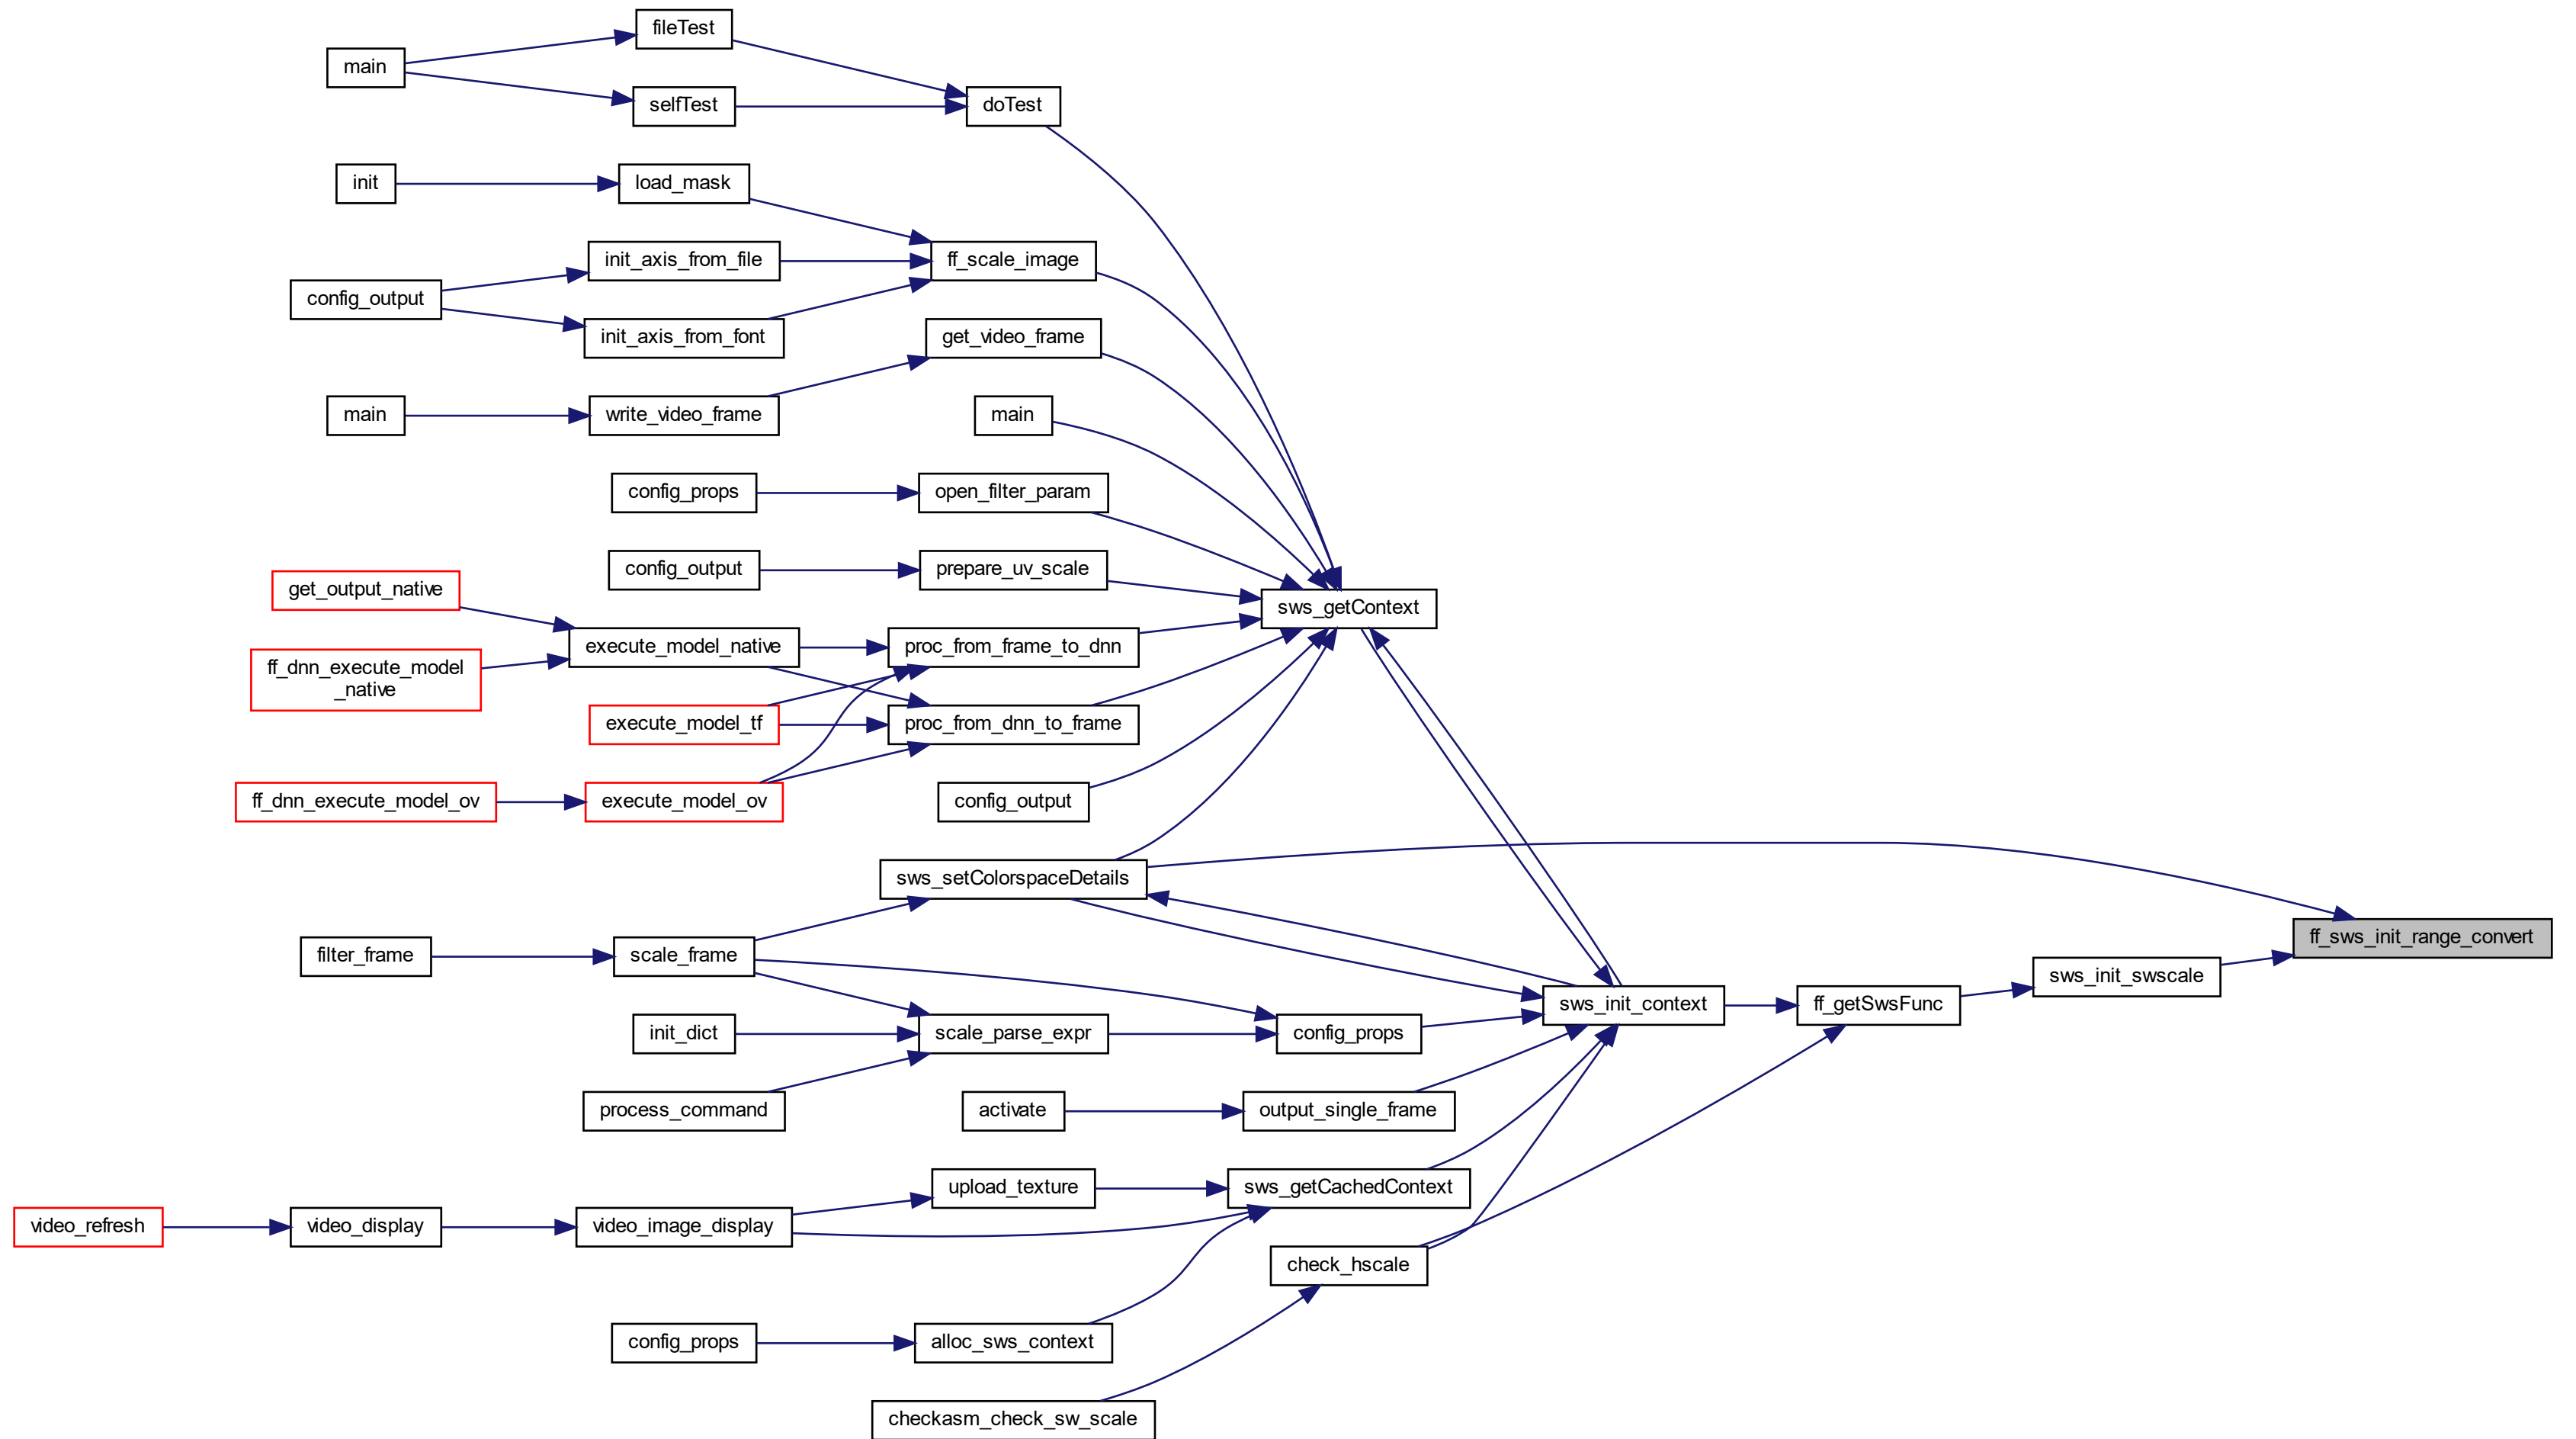 fileTest
main
selfTest
doTest
init
load_mask
init_axis_from_file
ff_scale_image
config_output
init_axis_from_font
get_video_frame
main
write_video_frame
main
config_props
open_filter_param
config_output
prepare_uv_scale
get_output_native
sws_getContext
execute_model_native
proc_from_frame_to_dnn
ff_dnn_execute_model
_native
execute_model_tf
proc_from_dnn_to_frame
ff_dnn_execute_model_ov
execute_model_ov
config_output
sws_setColorspaceDetails
ff_sws_init_range_convert
filter_frame
scale_frame
sws_init_swscale
sws_init_context
ff_getSwsFunc
init_dict
scale_parse_expr
config_props
process_command
activate
output_single_frame
upload_texture
sws_getCachedContext
video_refresh
video_display
video_image_display
check_hscale
config_props
alloc_sws_context
checkasm_check_sw_scale